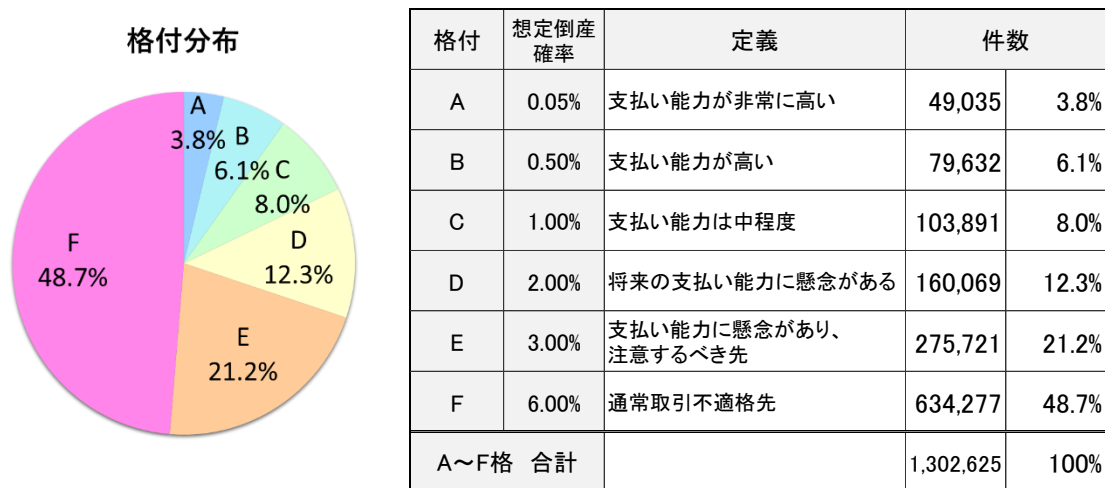 格付分布
A
3.8%
B
6.1%
C
8.0%
D
12.3%
E
21.2%
F
48.7%
格付 想定倒産確率 定義 件数
A 0.05% 支払い能力が非常に高い 49,035 3.8%
B 0.50% 支払い能力が高い 79,632 6.1%
C 1.00% 支払い能力は中程度 103,891 8.0%
D 2.00% 将来の支払い能力に懸念がある 160,069 12.3%
E 3.00% 支払い能力に懸念があり、
注意するべき先 275,721 21.2%
F 6.00% 通常取引不適格先 634,277 48.7%
A～F格 合計 1,302,625 100%